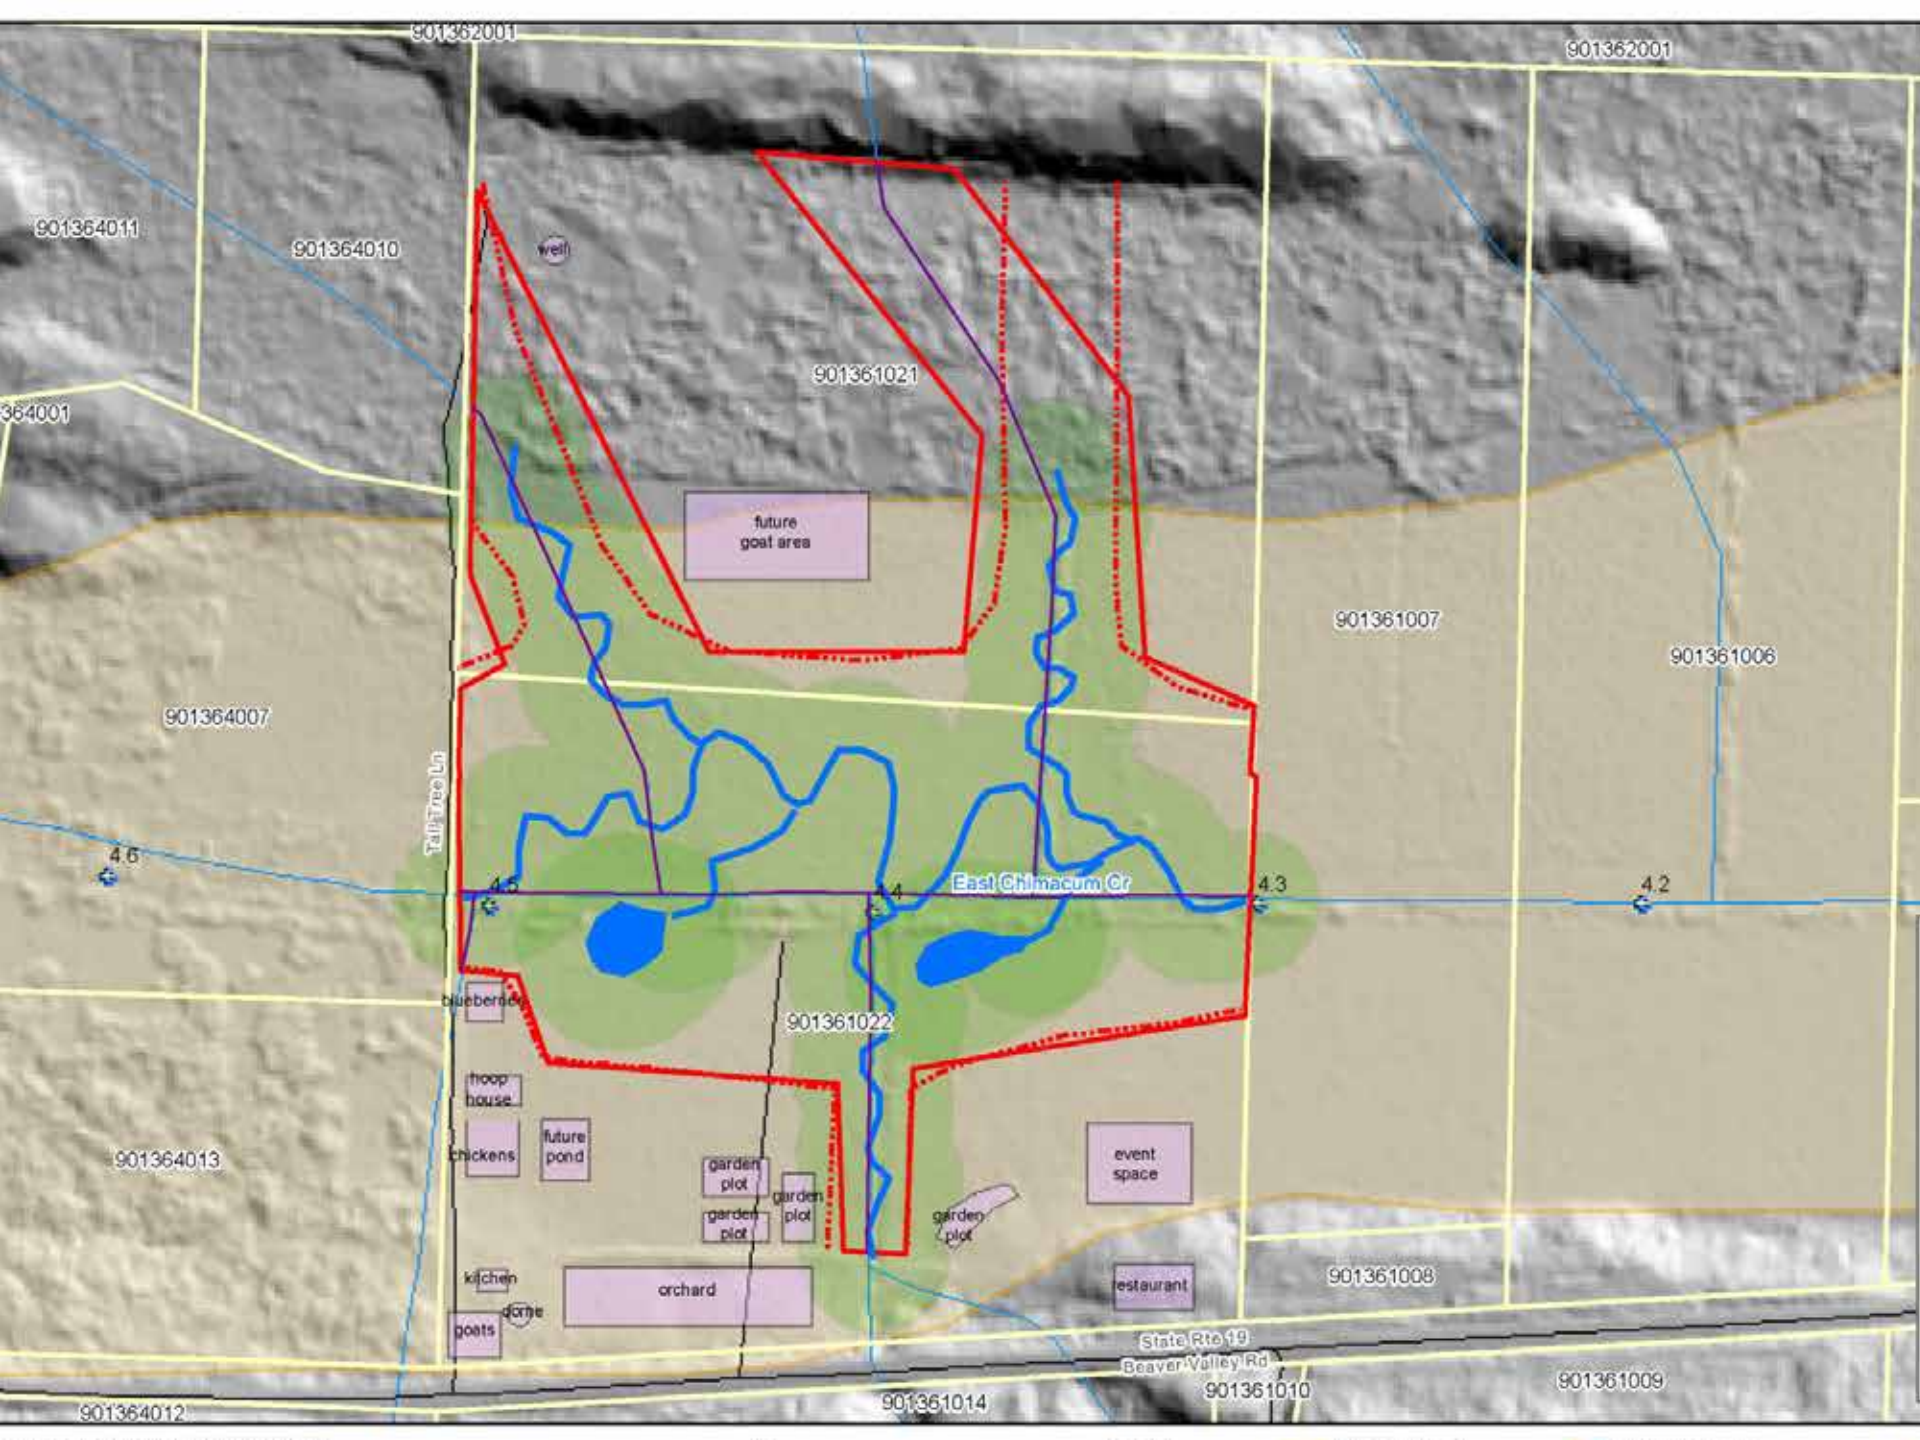 901362001
901362001
901364011
901364010
well
901361021
364001
future
goat area
901361007
901361006
901364007
Tall Tree Ln
4.6
4.5
4.4
East Chimacum Cr
4.3
4.2
901361022
hoop
house
chickens
future
pond
901364013
garden
plot
garden
plot
garden
plot
garden
plot
event
space
kitchen
dome
goats
orchard
restaurant
901361008
State Rte 19
Beaver Valley Rd
901361010
901361009
901364012
901361014